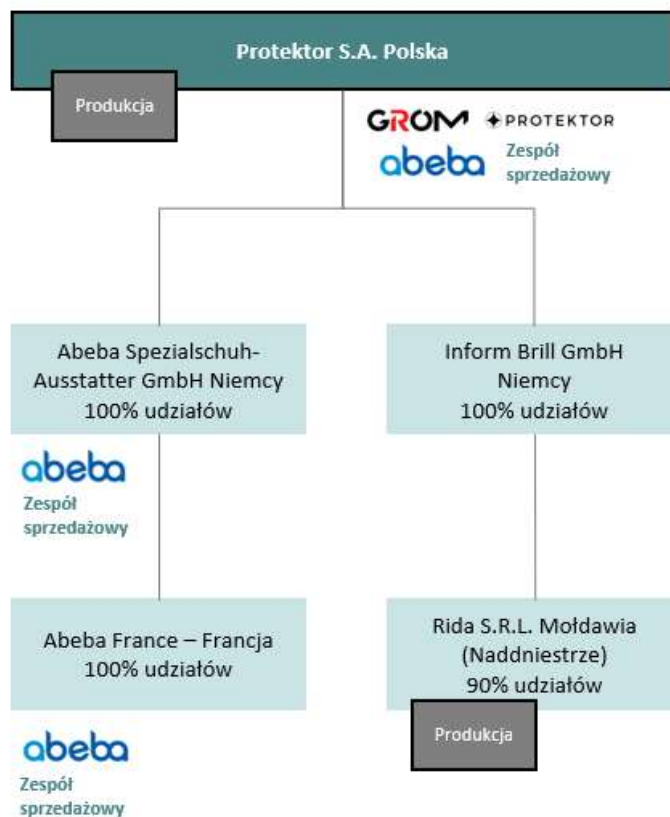 Protektor S.A. Polska
Produkcja
GROM PROTEKTOR
abeba
Zespół
sprzedażowy
Abeba Spezialschuh-
Ausstatter GmbH Niemcy
100% udziałów
Inform Brill GmbH
Niemcy
100% udziałów
abeba
Zespół
sprzedażowy
Abeba France – Francja
100% udziałów
Rida S.R.L. Mołdawia
(Naddniestrze)
90% udziałów
Produkcja
abeba
Zespół
sprzedażowy